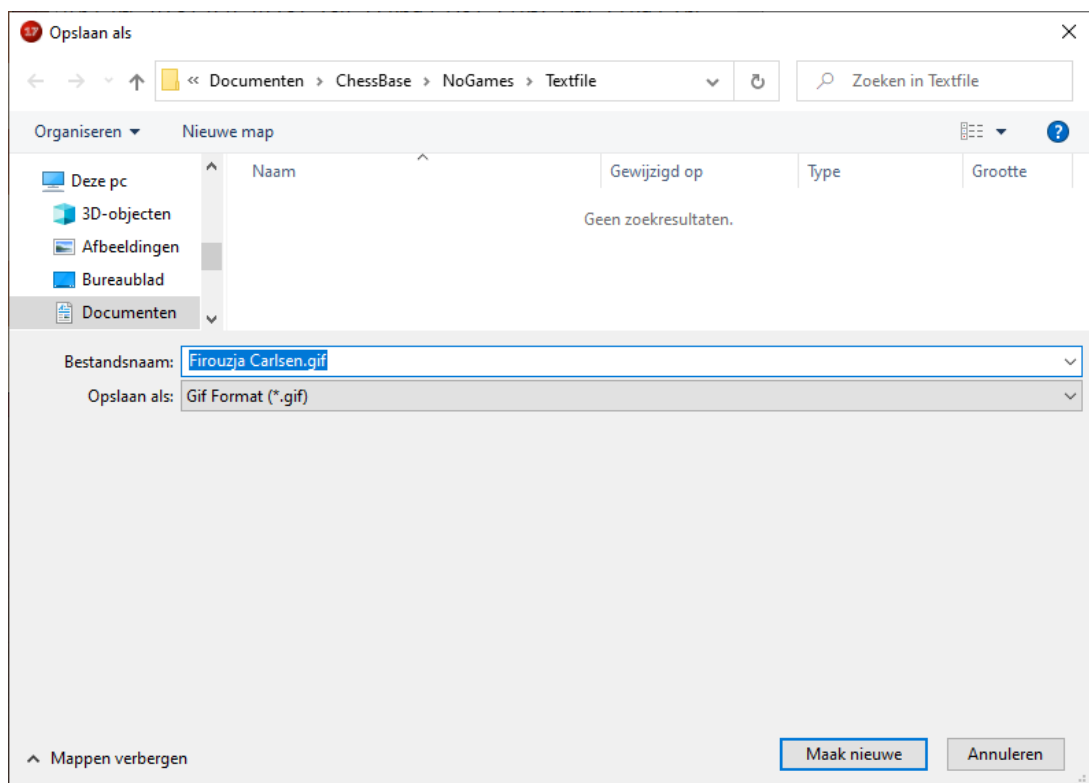 17 Opslaan als
« Documenten > ChessBase > NoGames > Textfile
Zoeken in Textfile
Organiseren Nieuwe map
?
Naam Gewijzigd op Type Grootte
Geen zoekresultaten.
Deze pc
3D-objecten
Afbeeldingen
Bureaublad
Documenten
Bestandsnaam: Firouzja Carlsen.gif
Opslaan als: Gif Format (*.gif)
Mappen verbergen
Maak nieuwe Annuleren